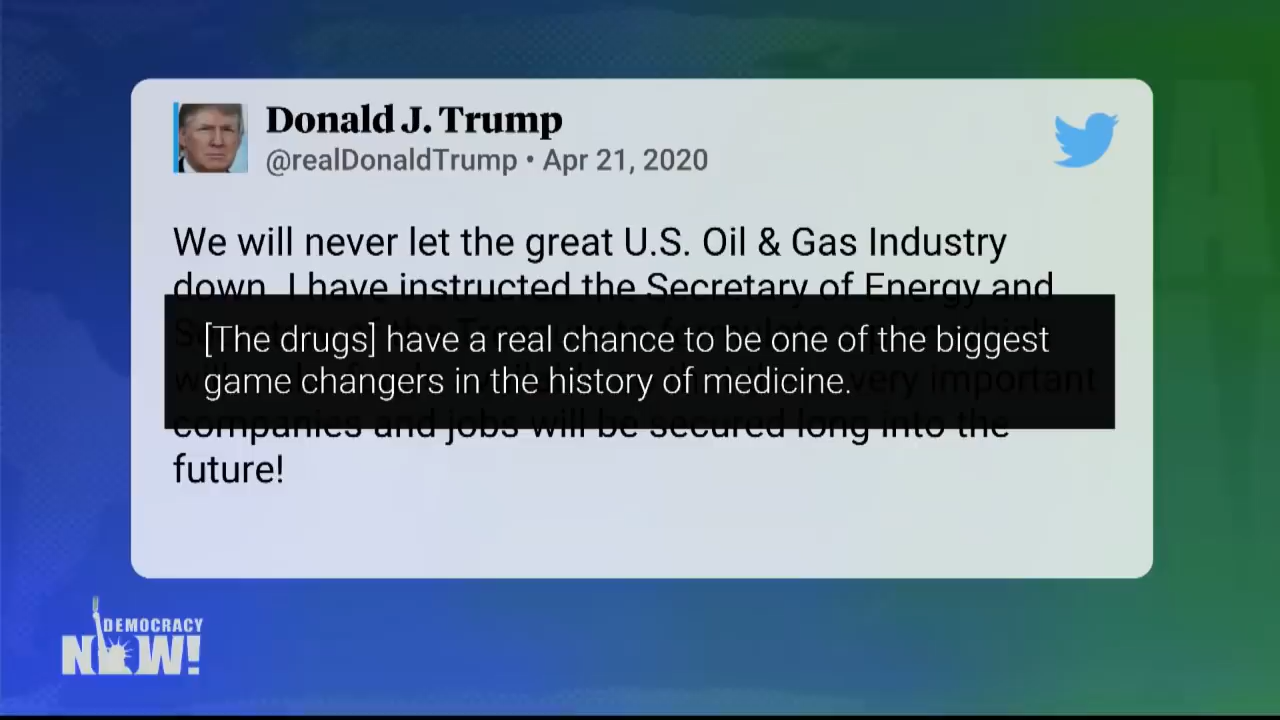 Donald J. Trump
@realDonaldTrump • Apr 21, 2020
We will never let the great U.S. Oil & Gas Industry
down. I have instructed the Secretary of Energy and
[The drugs] have a real chance to be one of the biggest
game changers in the history of medicine.
very important
companies and jobs will be secured long into the
future!
DEMOCRACY
NOW!